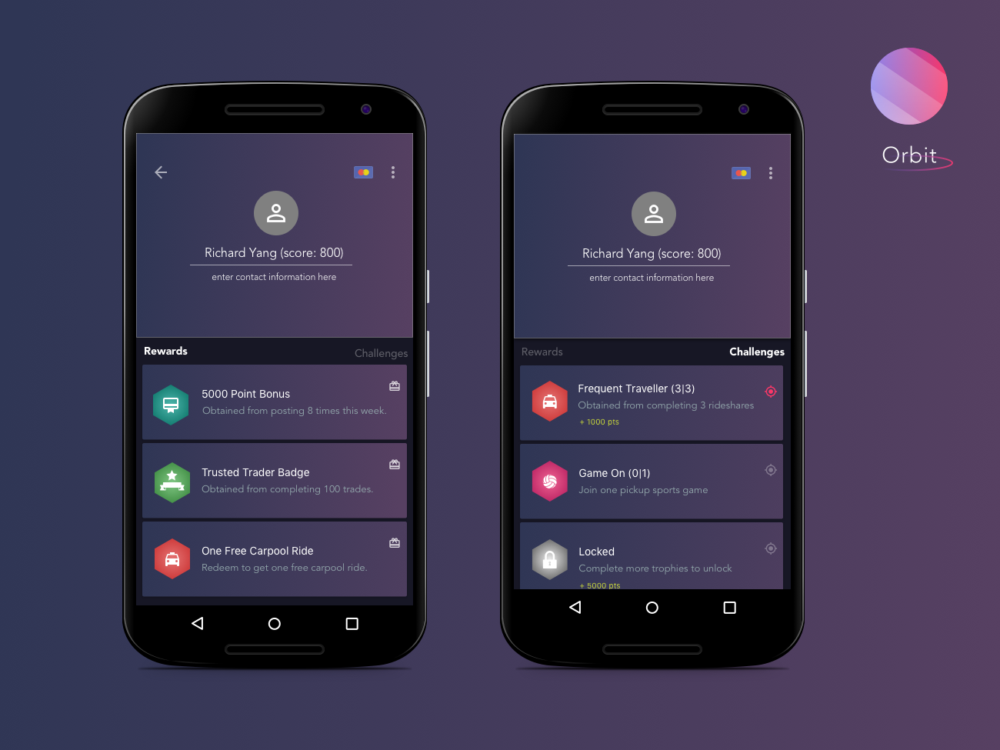 Orbit
Richard Yang (score: 800)
enter contact information here
Rewards
Challenges
5000 Point Bonus
Obtained from posting 8 times this week.
Trusted Trader Badge
Obtained from completing 100 trades.
One Free Carpool Ride
Redeem to get one free carpool ride.
Richard Yang (score: 800)
enter contact information here
Rewards
Challenges
Frequent Traveller (3|3)
Obtained from completing 3 rideshares
+ 1000 pts
Game On (0|1)
Join one pickup sports game
Locked
Complete more trophies to unlock
+ 5000 pts